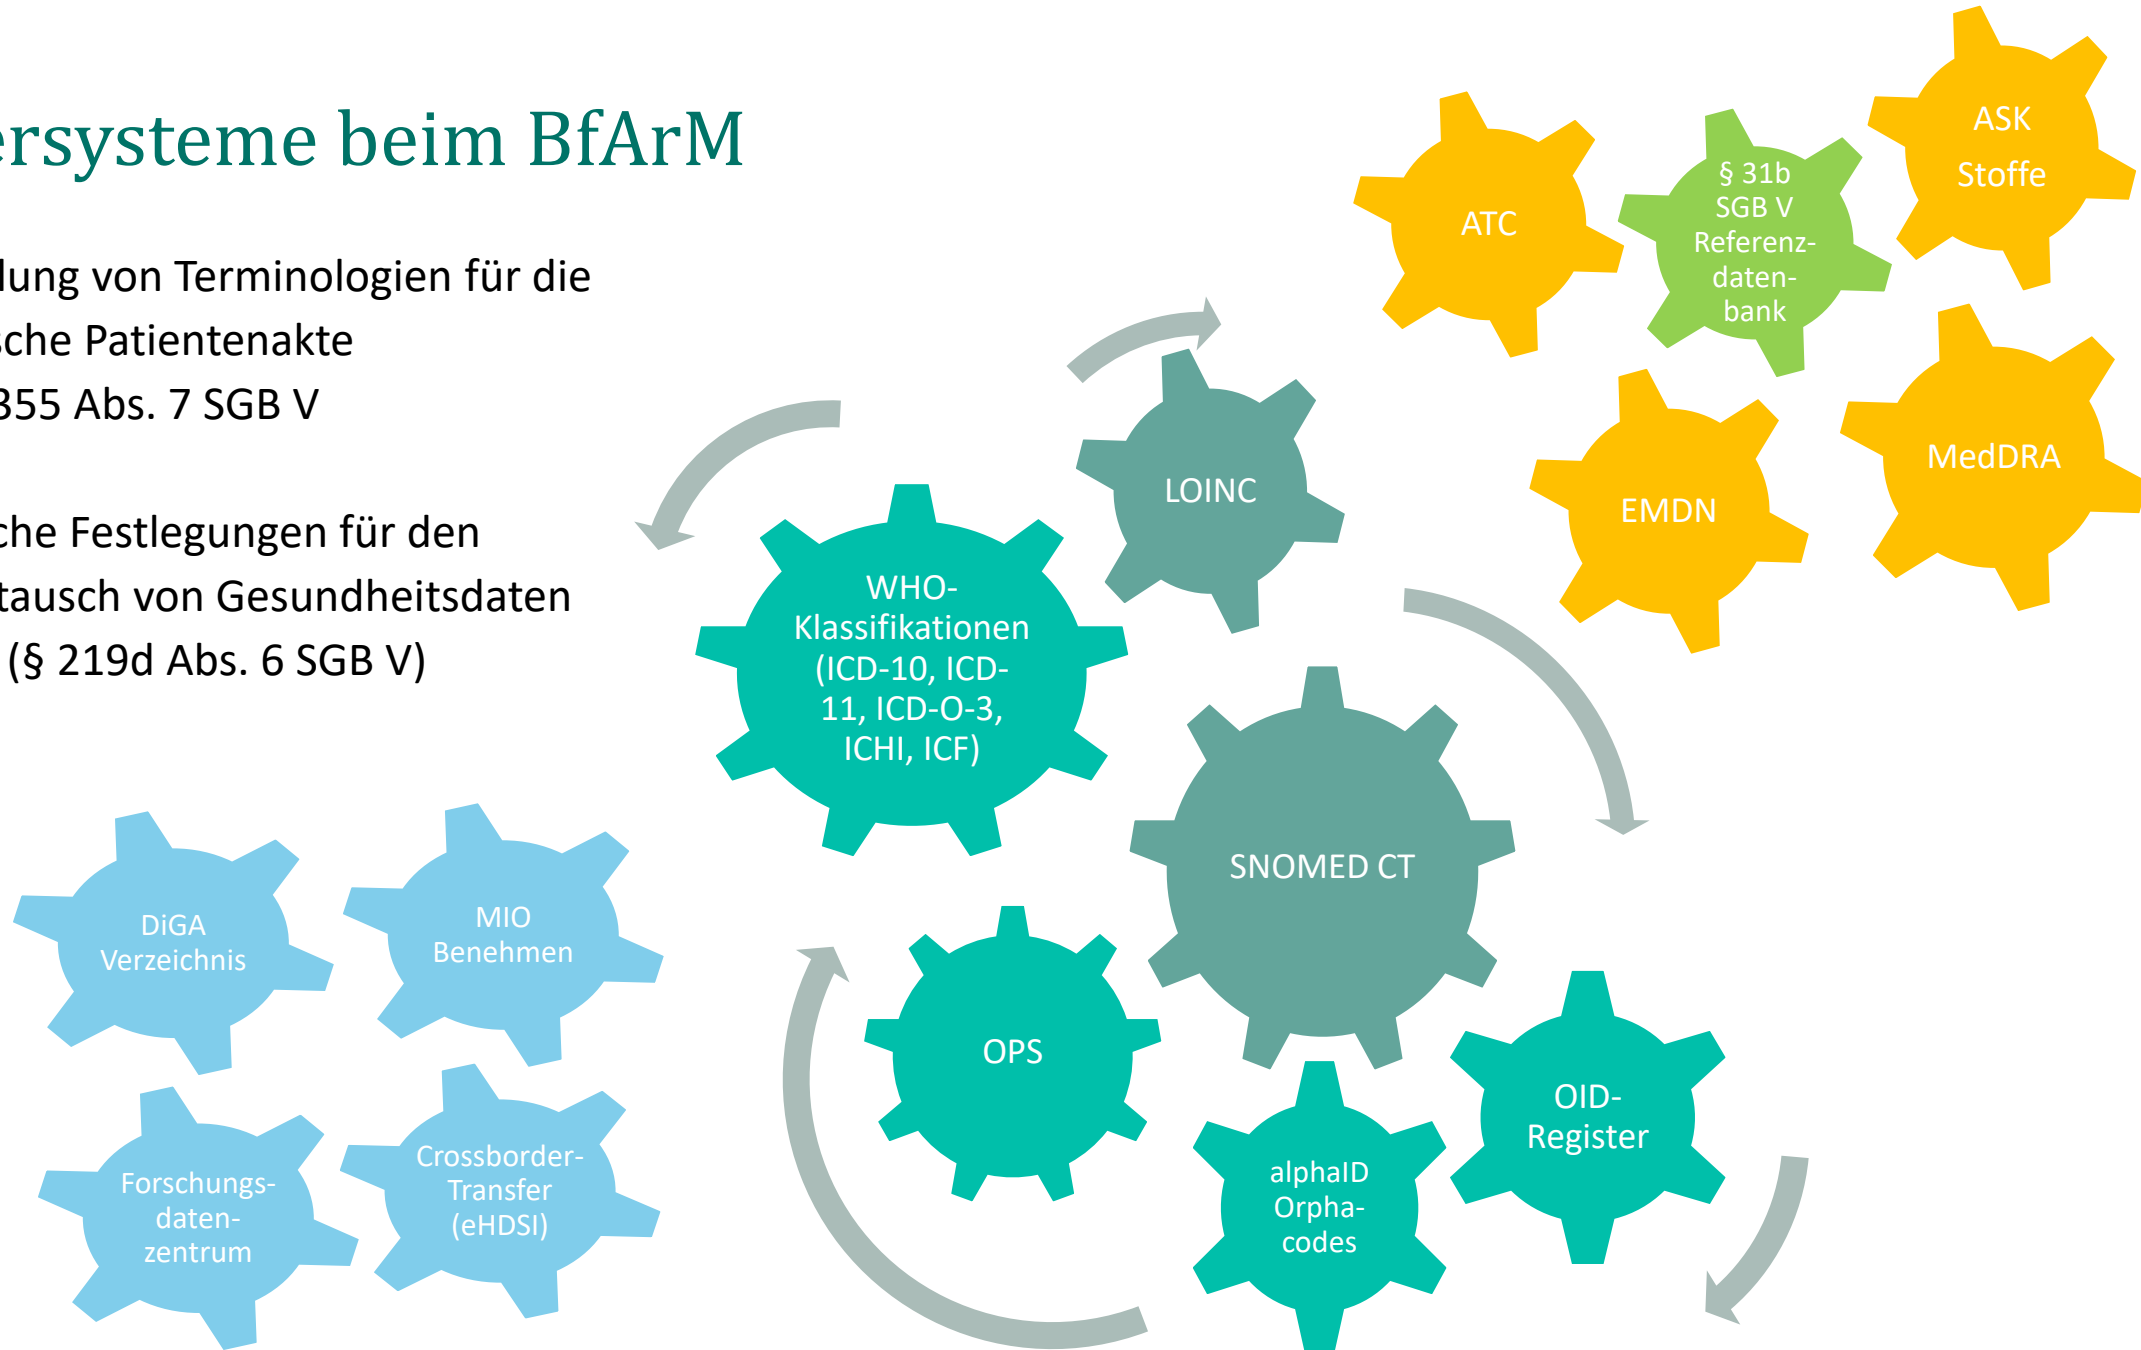 ersysteme beim BfArM
lung von Terminologien für die
sche Patientenakte
355 Abs. 7 SGB V
che Festlegungen für den
tausch von Gesundheitsdaten
(§ 219d Abs. 6 SGB V)
ATC
§ 31b
SGB V
Referenz-
daten-
bank
ASK
Stoffe
LOINC
EMDN
MedDRA
WHO-
Klassifikationen
(ICD-10, ICD-
11, ICD-O-3,
ICHI, ICF)
SNOMED CT
OPS
alphaID
Orpha-
codes
OID-
Register
DiGA
Verzeichnis
MIO
Benehmen
Forschungs-
daten-
zentrum
Crossborder-
Transfer
(eHDSI)